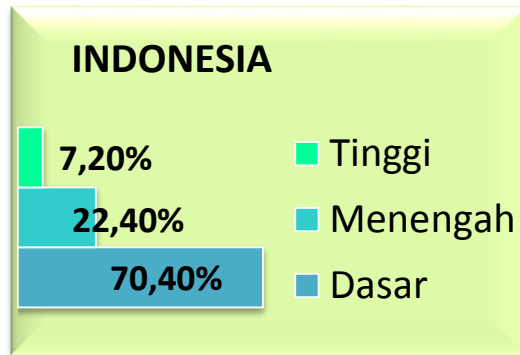 INDONESIA
7,20%
Tinggi
22,40%
Menengah
70,40%
Dasar